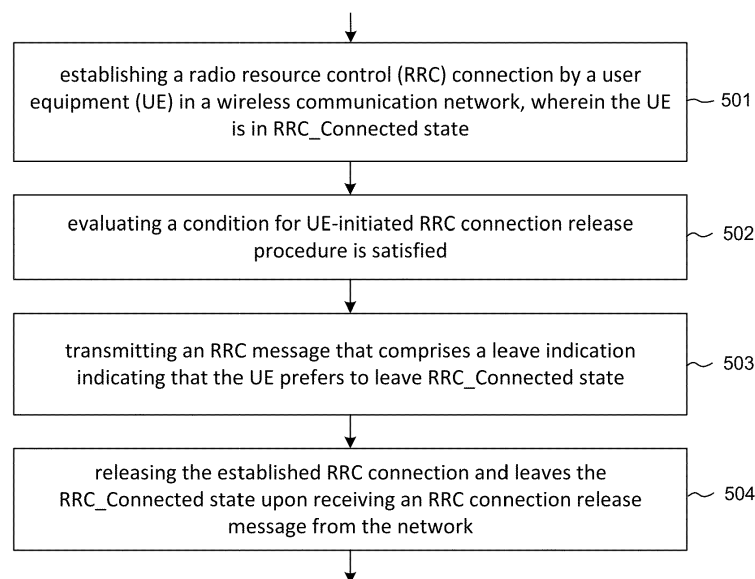 establishing a radio resource control (RRC) connection by a user
equipment (UE) in a wireless communication network, wherein the UE
is in RRC_Connected state
501
evaluating a condition for UE-initiated RRC connection release
procedure is satisfied
502
transmitting an RRC message that comprises a leave indication
indicating that the UE prefers to leave RRC_Connected state
503
releasing the established RRC connection and leaves the
RRC_Connected state upon receiving an RRC connection release
message from the network
504